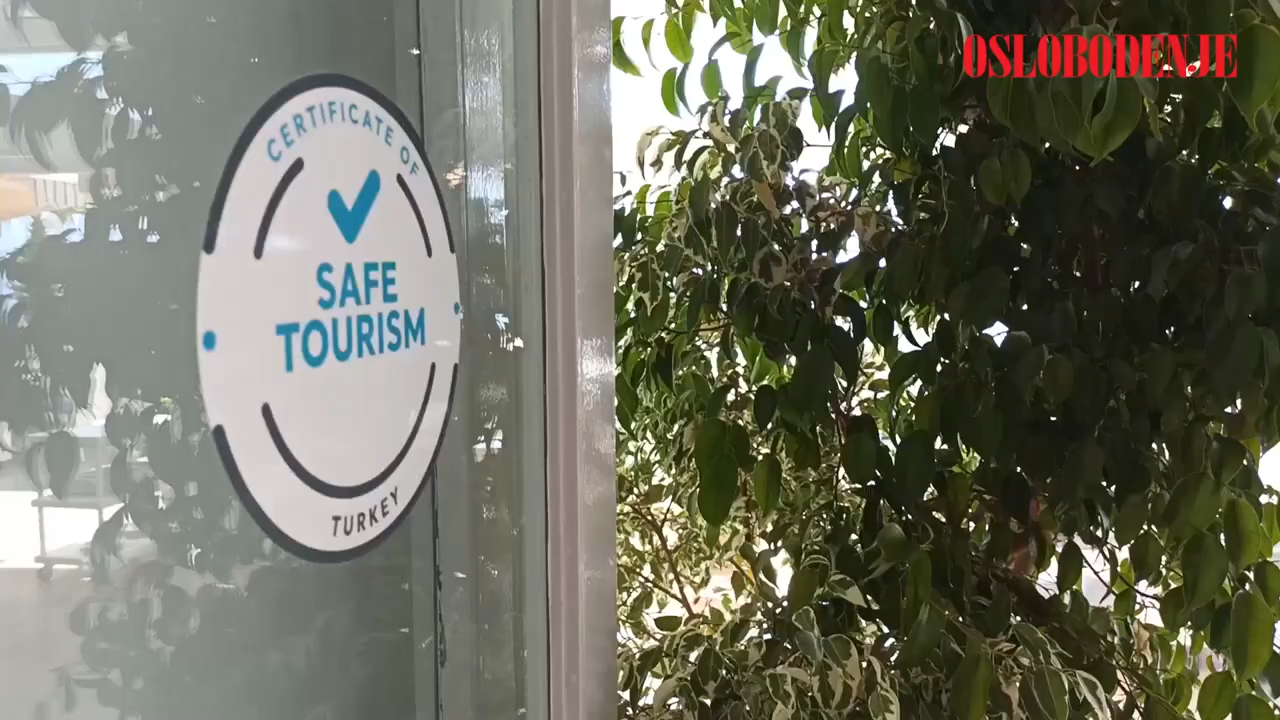 OSLOBOĐENJE
CERTIFICATE OF
SAFE
TOURISM
TURKEY